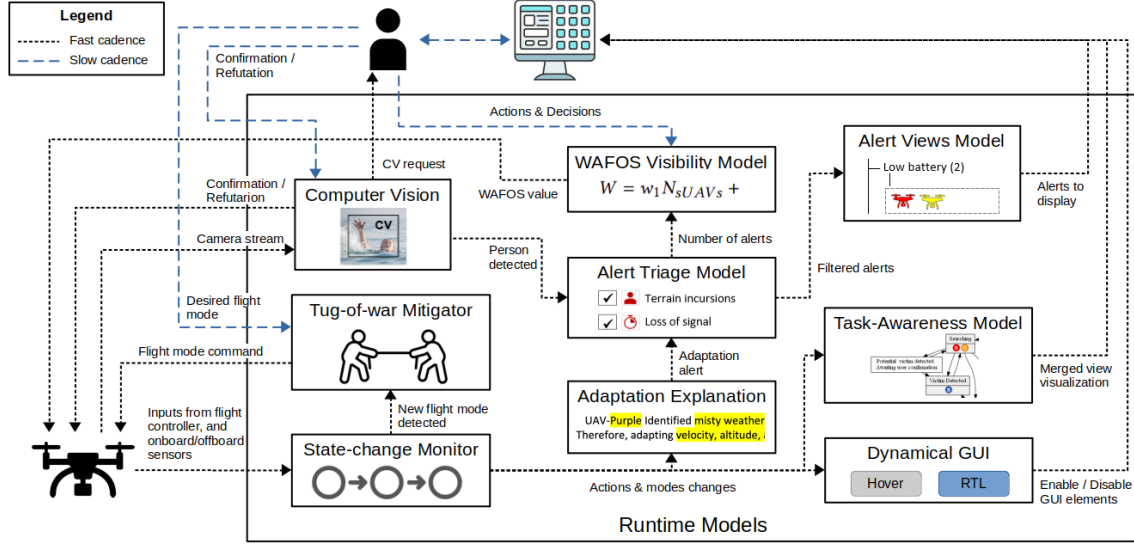 Legend
Fast cadence
Slow cadence
Confirmation /
Refutation
Actions & Decisions
CV request
WAFOS value
Confirmation /
Refutation
Computer Vision
CV
Camera stream
WAFOS Visibility Model
W = w₁NsUAVs +
Alert Views Model
Low battery (2)
Alerts to
display
Number of alerts
Person
detected
Alert Triage Model
Terrain incursions
Loss of signal
Filtered alerts
Desired flight
mode
Tug-of-war Mitigator
Flight mode command
Task-Awareness Model
Searching
Potential victim detected.
Awaiting user confirmation.
Victim Detected
Merged view
visualization
Adaptation
alert
Adaptation Explanation
UAV-Purple Identified misty weather
Therefore, adapting velocity, altitude,
Inputs from flight
controller, and
onboard/offboard
sensors
New flight mode
detected
State-change Monitor
Actions & modes changes
Dynamical GUI
Hover
RTL
Enable / Disable
GUI elements
Runtime Models